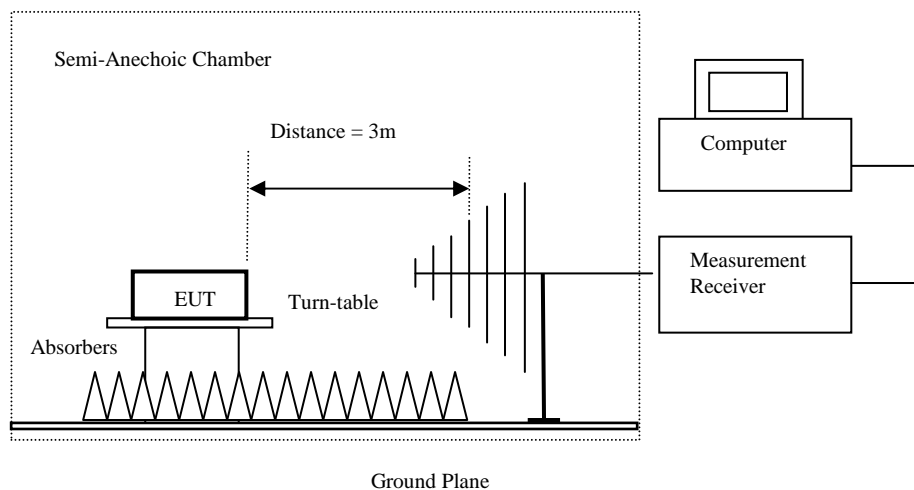 Semi-Anechoic Chamber
Distance = 3m
Computer
Measurement
Receiver
EUT
Turn-table
Absorbers
Ground Plane